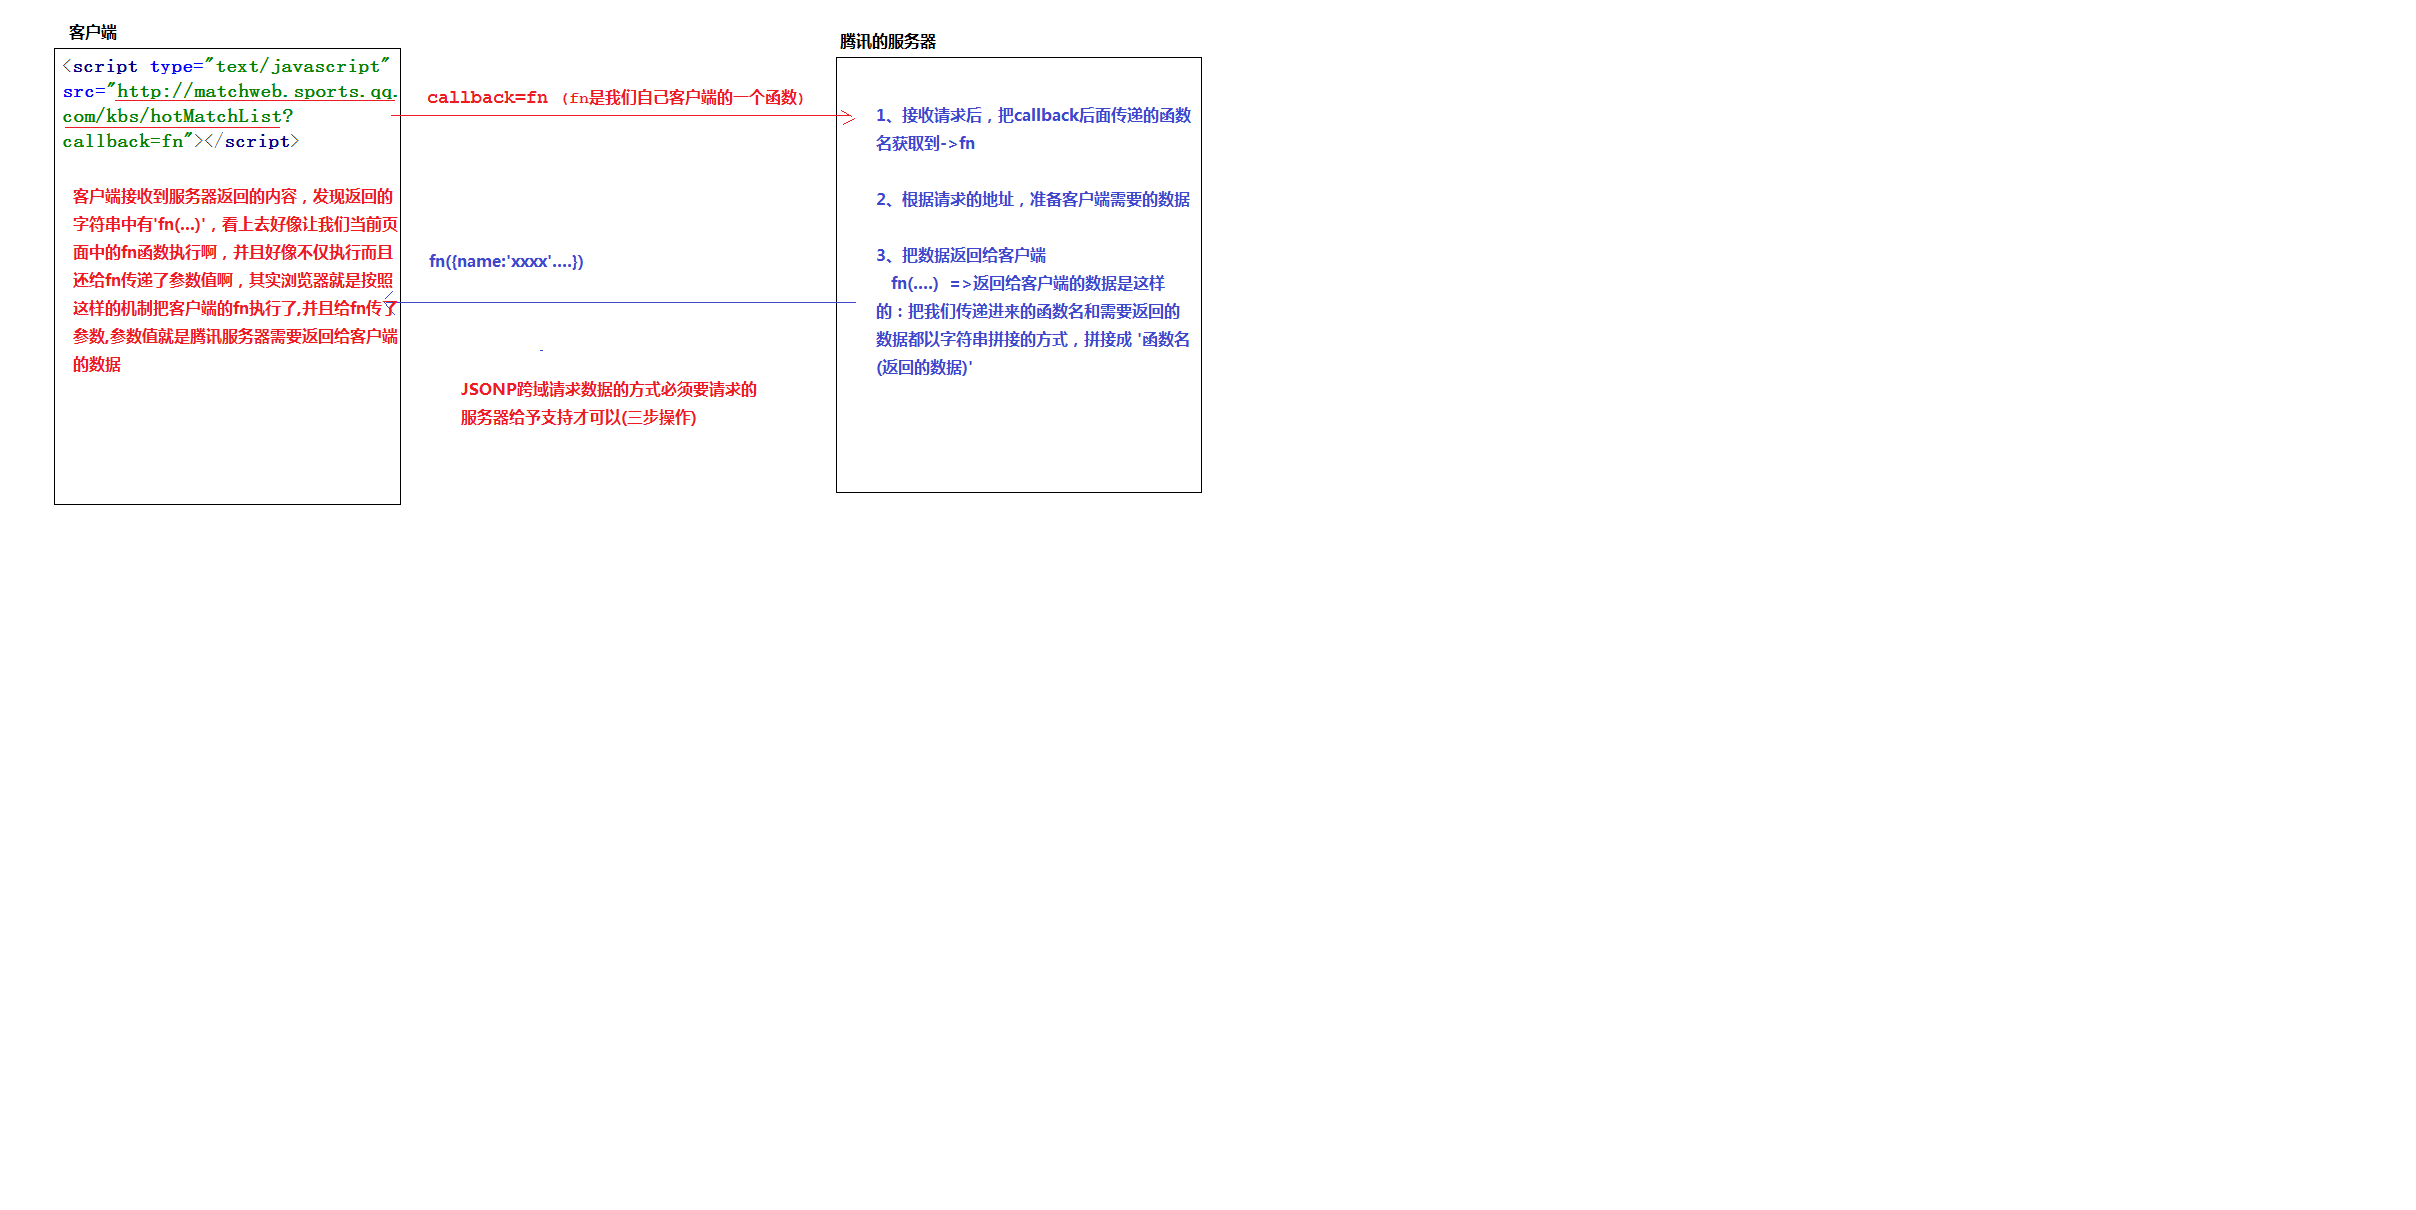 客户端
<script type="text/javascript"
src="http://matchweb.sports.qq.
com/kbs/hotMatchList?
callback=fn"></script>
客户端接收到服务器返回的内容，发现返回的
字符串中有'fn(...)'，看上去好像让我们当前页
面中的fn函数执行啊，并且好像不仅执行而且
还给fn传递了参数值啊，其实浏览器就是按照
这样的机制把客户端的fn执行了,并且给fn传了
参数,参数值就是腾讯服务器需要返回给客户端
的数据
callback=fn（fn是我们自己客户端的一个函数）
fn({name:'xxxx'....})
JSONP跨域请求数据的方式必须要请求的
服务器给予支持才可以(三步操作)
腾讯的服务器
1、接收请求后，把callback后面传递的函数
名获取到->fn
2、根据请求的地址，准备客户端需要的数据
3、把数据返回给客户端
fn(....) =>返回给客户端的数据是这样
的：把我们传递进来的函数名和需要返回的
数据都以字符串拼接的方式，拼接成 '函数名
(返回的数据)'